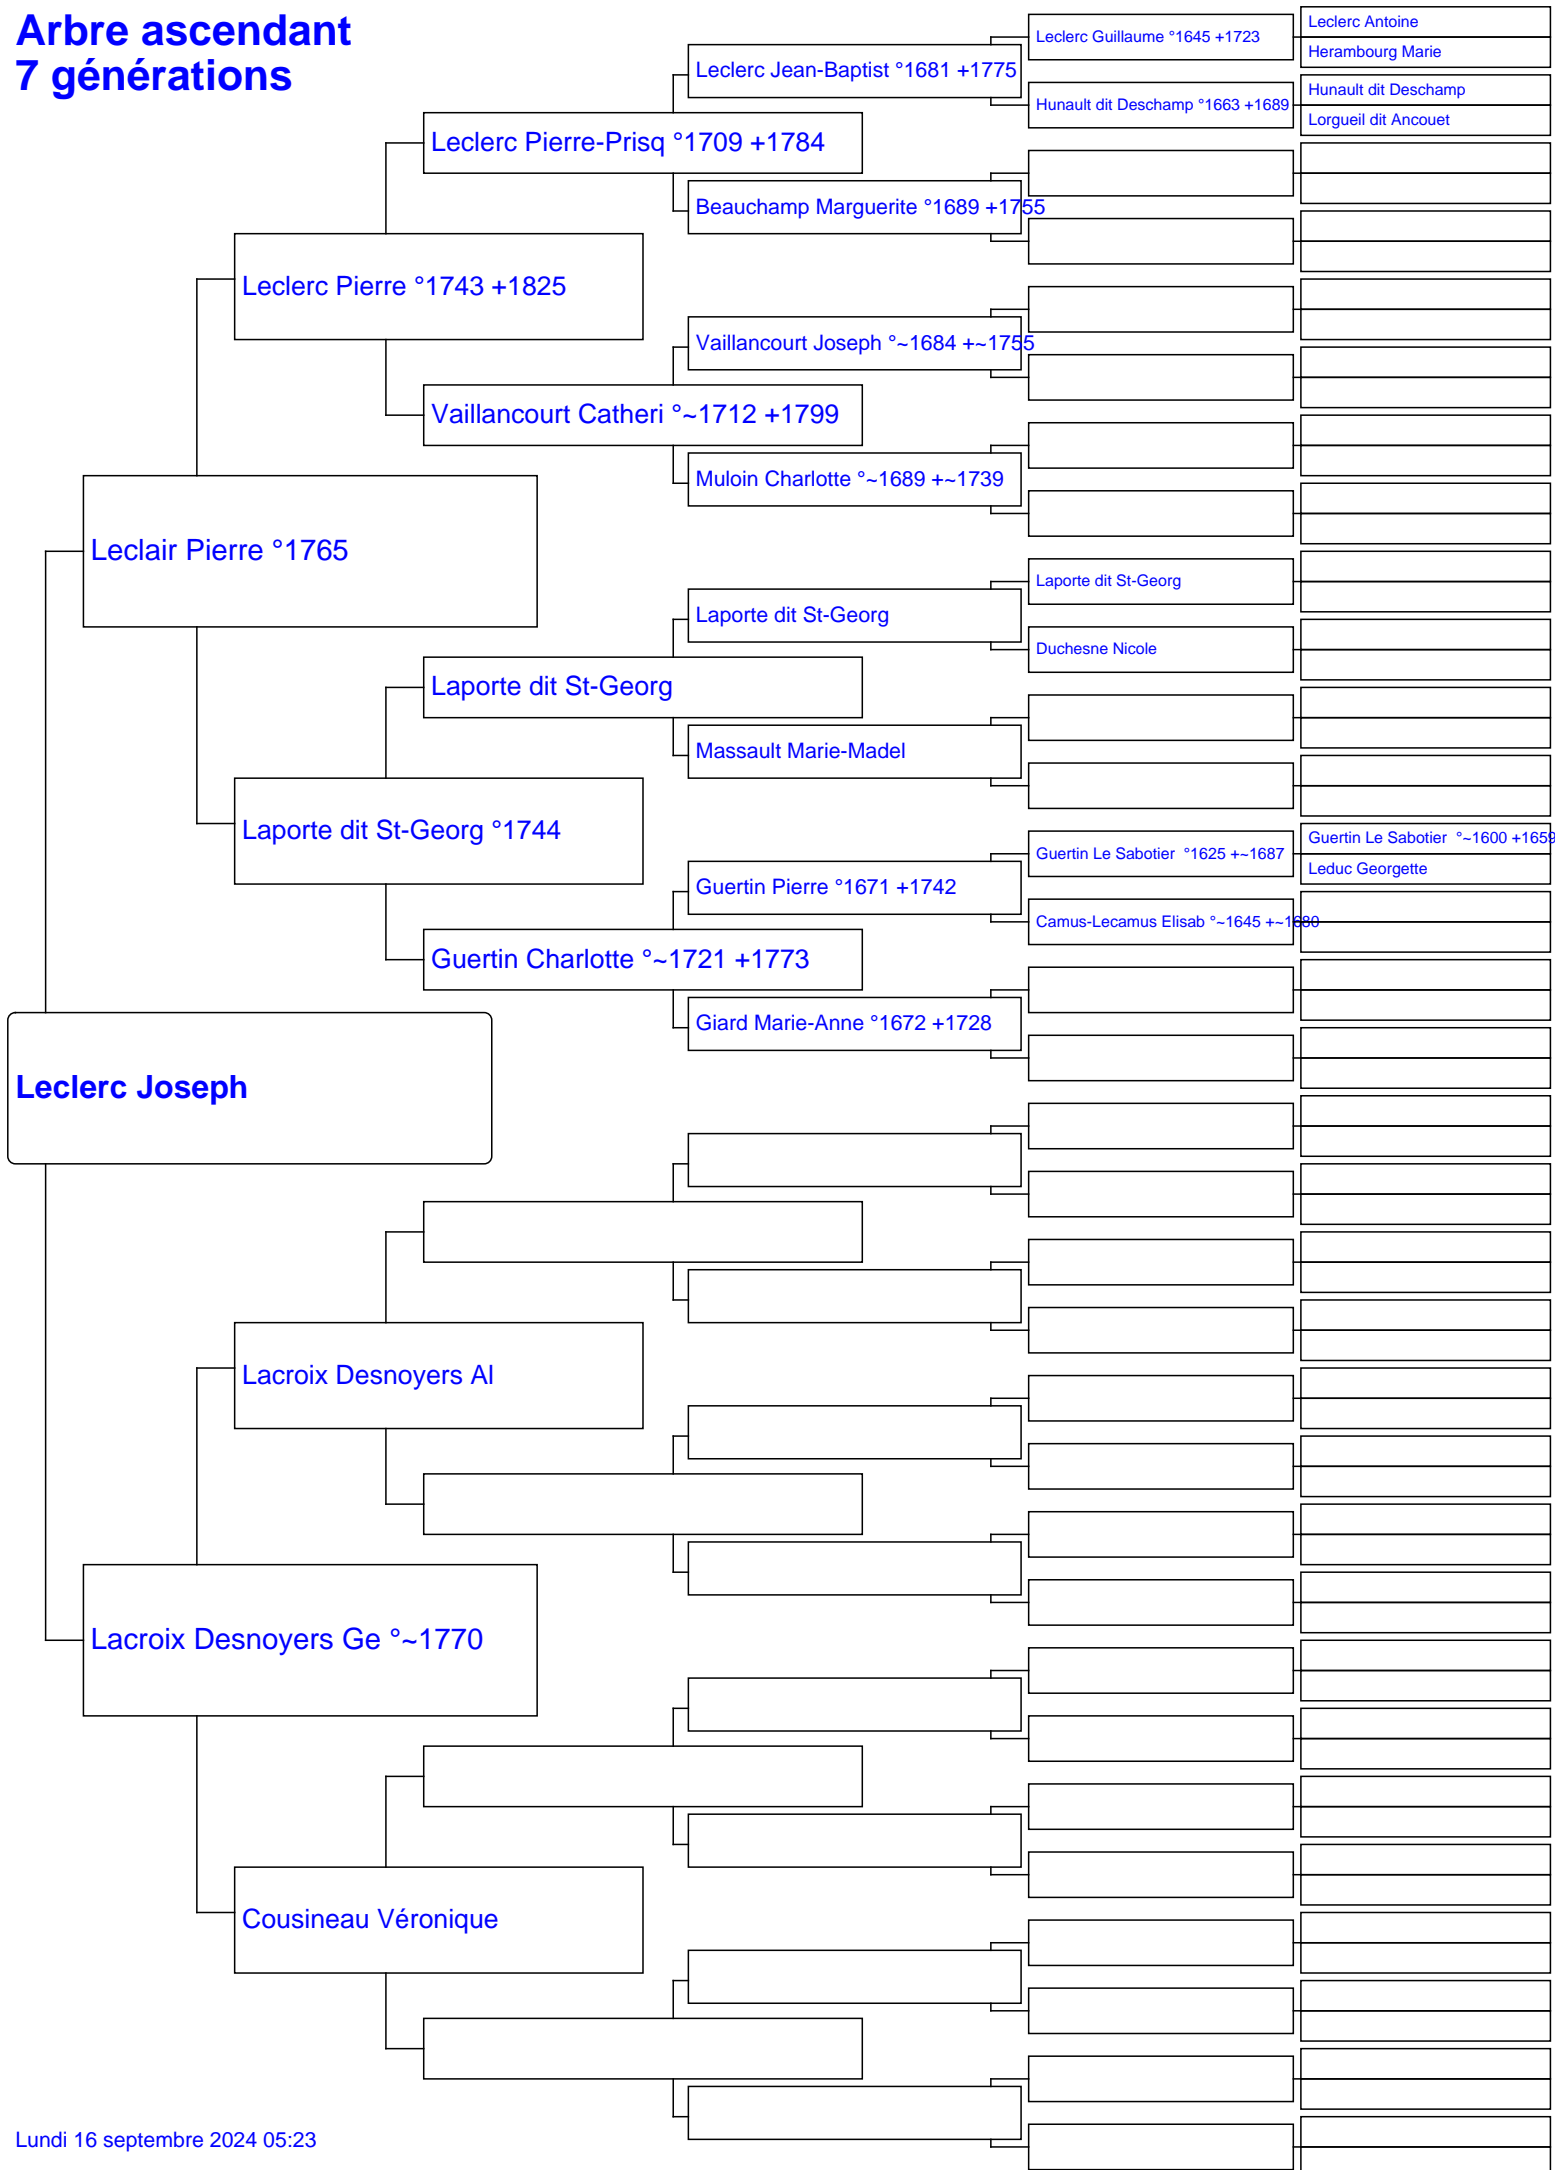 Arbre ascendant
7 générations
Leclerc Joseph
Leclair Pierre °1765
Lacroix Desnoyers Ge °~1770
Leclerc Pierre °1743 +1825
Laporte dit St-Georg °1744
Lacroix Desnoyers Al
Cousineau Véronique
Leclerc Pierre-Prisq °1709 +1784
Vaillancourt Catheri °~1712 +1799
Laporte dit St-Georg
Guertin Charlotte °~1721 +1773
Leclerc Jean-Baptist °1681 +1775
Beauchamp Marguerite °1689 +1755
Vaillancourt Joseph °~1684 +~1755
Muloin Charlotte °~1689 +~1739
Laporte dit St-Georg
Massault Marie-Madel
Guertin Pierre °1671 +1742
Giard Marie-Anne °1672 +1728
Leclerc Guillaume °1645 +1723
Hunault dit Deschamp °1663 +1689
Laporte dit St-Georg
Duchesne Nicole
Guertin Le Sabotier °1625 +~1687
Camus-Lecamus Elisab °~1645 +~1680
Leclerc Antoine
Herambourg Marie
Hunault dit Deschamp
Lorgueil dit Ancouet
Guertin Le Sabotier °~1600 +1659
Leduc Georgette
Lundi 16 septembre 2024 05:23